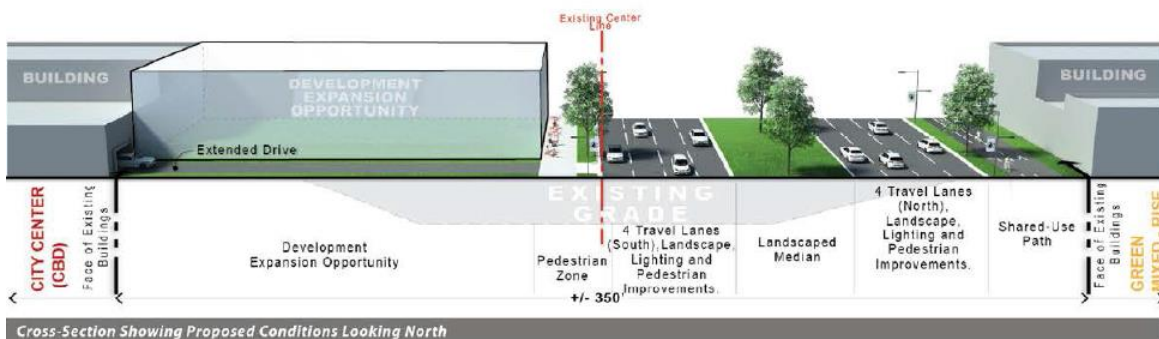 Existing Center
Line
BUILDING
DEVELOPMENT
EXPANSION
OPPORTUNITY
BUILDING
Extended Drive
EXISTING
GRADE
CITY CENTER
(CBD)
Face of Existing
Buildings
Development
Expansion Opportunity
Pedestrian
Zone
4 Travel Lanes
(South), Landscape,
Lighting and
Pedestrian
Improvements.
Landscaped
Median
4 Travel Lanes
(North),
Landscape,
Lighting and
Pedestrian
Improvements.
Shared-Use
Path
Face of Existing
Buildings
GREEN
MIXED - RISE
+/- 350'
Cross-Section Showing Proposed Conditions Looking North